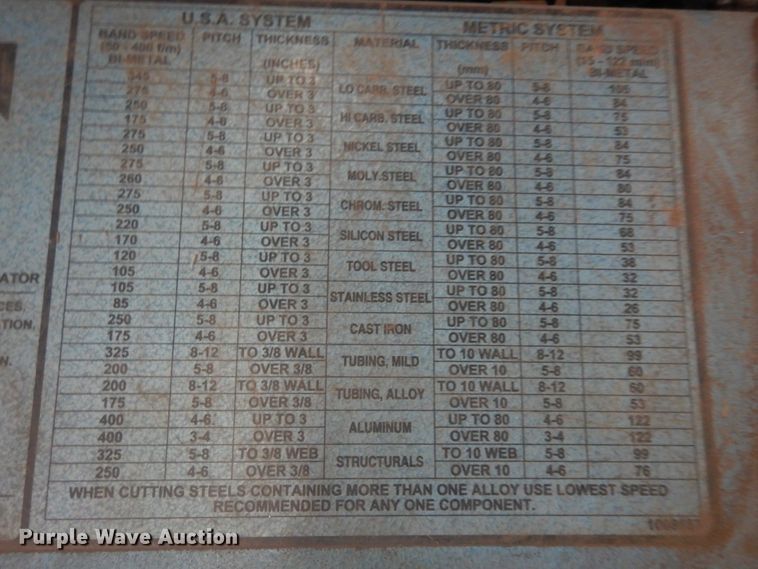 U.S.A. SYSTEM METRIC SYSTEM
BAND SPEED PITCH THICKNESS MATERIAL THICKNESS PITCH BAND SPEED
(50 - 400 f/m) (INCHES) (mm) (15 - 122 m/m)
BI-METAL BI-METAL
345 5-8 UP TO 3 LO CARB. STEEL UP TO 80 5-8 105
275 4-6 OVER 3 OVER 80 4-6 84
250 5-8 UP TO 3 HI CARB. STEEL UP TO 80 5-8 75
175 4-6 OVER 3 OVER 80 4-6 53
275 5-8 UP TO 3 NICKEL STEEL UP TO 80 5-8 84
250 4-6 OVER 3 OVER 80 4-6 75
275 5-8 UP TO 3 MOLY. STEEL UP TO 80 5-8 84
260 4-6 OVER 3 OVER 80 4-6 80
275 5-8 UP TO 3 CHROM. STEEL UP TO 80 5-8 84
250 4-6 OVER 3 OVER 80 4-6 75
220 5-8 UP TO 3 SILICON STEEL UP TO 80 5-8 68
170 4-6 OVER 3 OVER 80 4-6 53
120 5-8 UP TO 3 TOOL STEEL UP TO 80 5-8 38
105 4-6 OVER 3 OVER 80 4-6 32
105 5-8 UP TO 3 STAINLESS STEEL UP TO 80 5-8 32
85 4-6 OVER 3 OVER 80 4-6 26
250 5-8 UP TO 3 CAST IRON UP TO 80 5-8 75
175 4-6 OVER 3 OVER 80 4-6 53
325 8-12 TO 3/8 WALL TUBING, MILD TO 10 WALL 8-12 99
200 5-8 OVER 3/8 OVER 10 5-8 60
200 8-12 TO 3/8 WALL TUBING, ALLOY TO 10 WALL 8-12 60
175 5-8 OVER 3/8 OVER 10 5-8 53
400 4-6 UP TO 3 ALUMINUM UP TO 80 4-6 122
400 3-4 OVER 3 OVER 80 3-4 122
325 5-8 TO 3/8 WEB STRUCTURALS TO 10 WEB 5-8 99
250 4-6 OVER 3/8 OVER 10 4-6 76
WHEN CUTTING STEELS CONTAINING MORE THAN ONE ALLOY USE LOWEST SPEED
RECOMMENDED FOR ANY ONE COMPONENT.
ATOR
CES,
TION,
N.
Purple Wave Auction